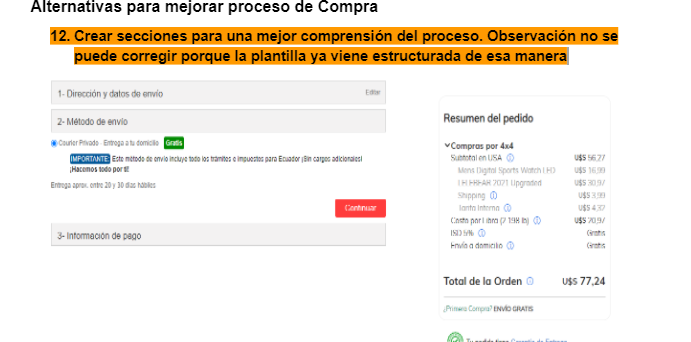 Alternativas para mejorar proceso de Compra
12. Crear secciones para una mejor comprensión del proceso. Observación no se
puede corregir porque la plantilla ya viene estructurada de esa manera
1- Dirección y datos de envío
Editar
2- Método de envío
Courier Privado - Entrega a tu domicilio Gratis
IMPORTANTE: Este método de envío incluye todo los trámites e impuestos para Ecuador ¡Sin cargos adicionales!
¡Hacemos todo por ti!
Entrega aprox. entre 20 y 30 días hábiles
Continuar
3- Información de pago
Resumen del pedido
Compras por 4x4
Subtotal en USA U$S 56,27
Mens Digital Sports Watch LED U$S 16,99
2021 Upgraded U$S 30,97
Shipping U$S 3,99
Tarifa Interna U$S 4,32
Costo por Libra (2.198 lb) U$S 20,97
ISD 5% Gratis
Envío a domicilio Gratis
Total de la Orden U$S 77,24
¿Primera Compra? ENVÍO GRATIS
Tu pedido tiene Garantía de Entrega